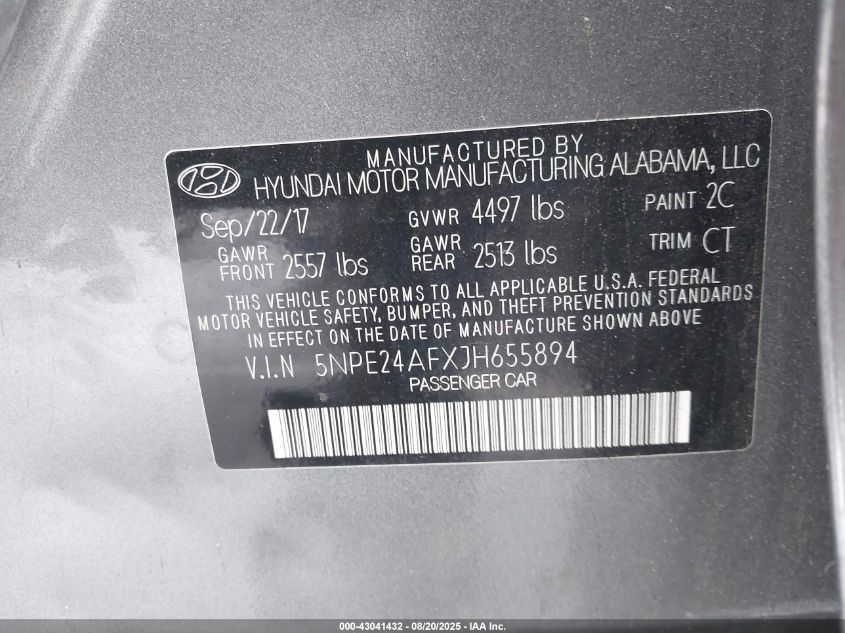 MANUFACTURED BY
HYUNDAI MOTOR MANUFACTURING ALABAMA, LLC
Sep/22/17 GVWR 4497 lbs PAINT 2C
GAWR FRONT 2557 lbs GAWR REAR 2513 lbs TRIM CT
THIS VEHICLE CONFORMS TO ALL APPLICABLE U.S.A. FEDERAL
MOTOR VEHICLE SAFETY, BUMPER, AND THEFT PREVENTION STANDARDS
IN EFFECT ON THE DATE OF MANUFACTURE SHOWN ABOVE
V.I.N 5NPE24AFXJH655894
PASSENGER CAR
000-43041432 - 08/20/2025 - IAA Inc.